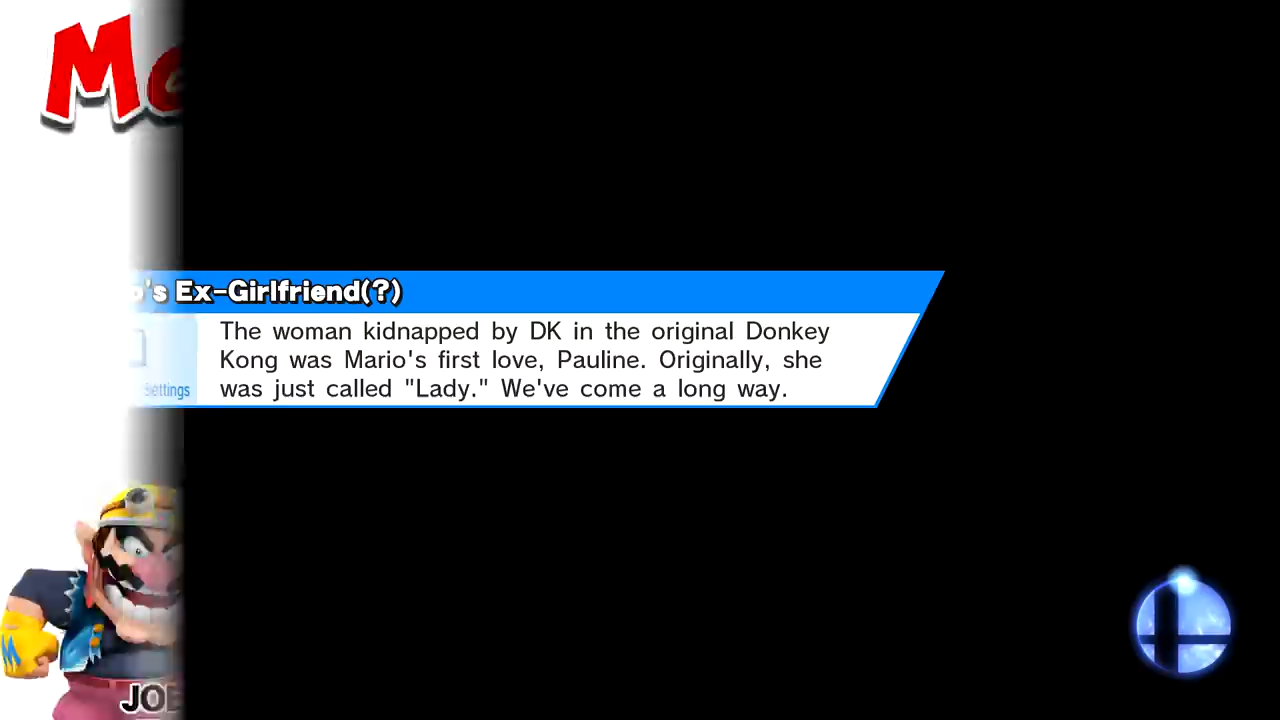 M
o's Ex-Girlfriend(?)
The woman kidnapped by DK in the original Donkey
Kong was Mario's first love, Pauline. Originally, she
was just called "Lady." We've come a long way.
Settings